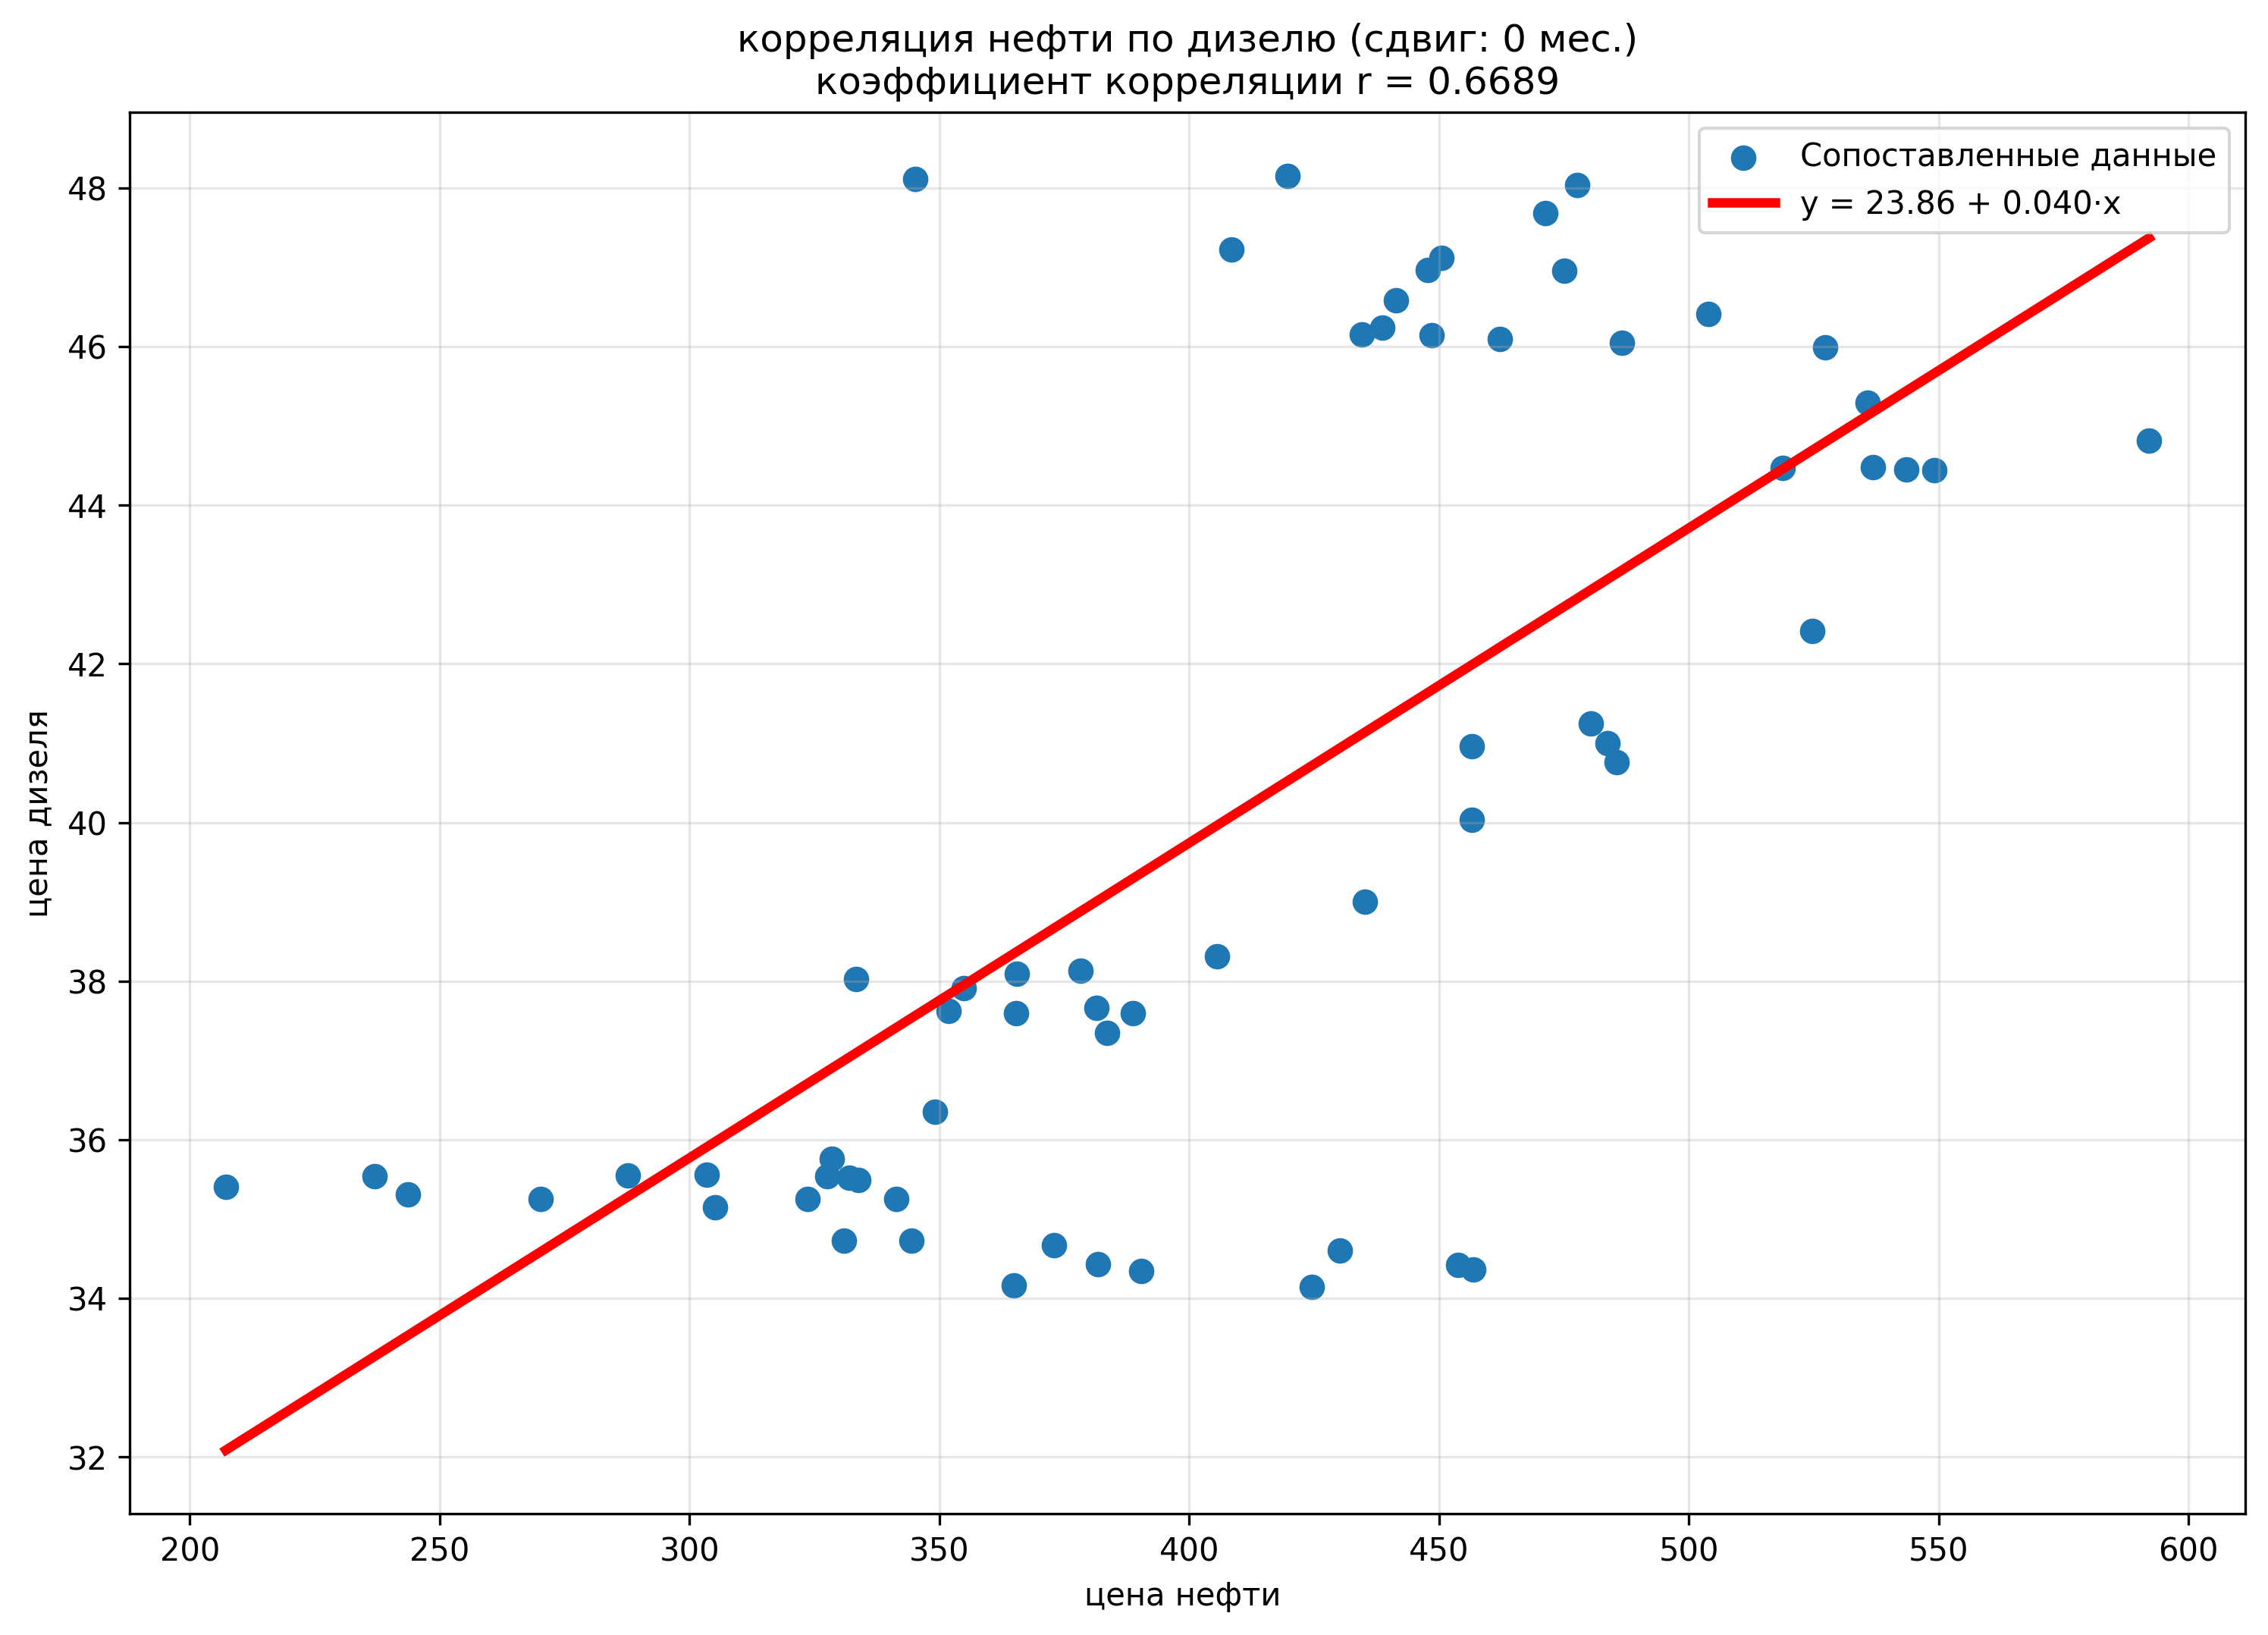 корреляция нефти по дизелю (сдвиг: 0 мес.)
коэффициент корреляции r = 0.6689
Сопоставленные данные
y = 23.86 + 0.040·x
48
46
44
42
40
38
36
34
32
цена дизеля
200 250 300 350 400 450 500 550 600
цена нефти